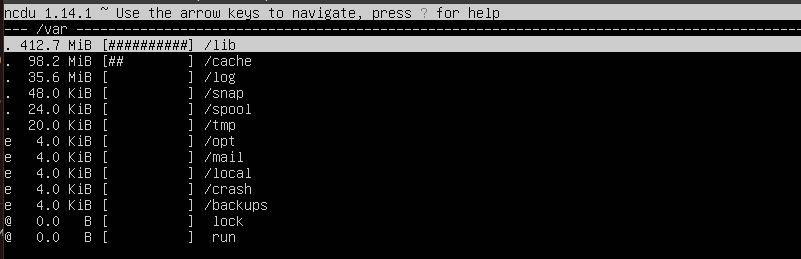 ncdu 1.14.1 ~ Use the arrow keys to navigate, press ? for help
--- /var ---------------------------------------------------------------------------------------
. 412.7 MiB [##########] /lib
.  98.2 MiB [##        ] /cache
.  35.6 MiB [          ] /log
.  48.0 KiB [          ] /snap
.  24.0 KiB [          ] /spool
.  20.0 KiB [          ] /tmp
e   4.0 KiB [          ] /opt
e   4.0 KiB [          ] /mail
e   4.0 KiB [          ] /local
e   4.0 KiB [          ] /crash
e   4.0 KiB [          ] /backups
@   0.0   B [          ]  lock
@   0.0   B [          ]  run